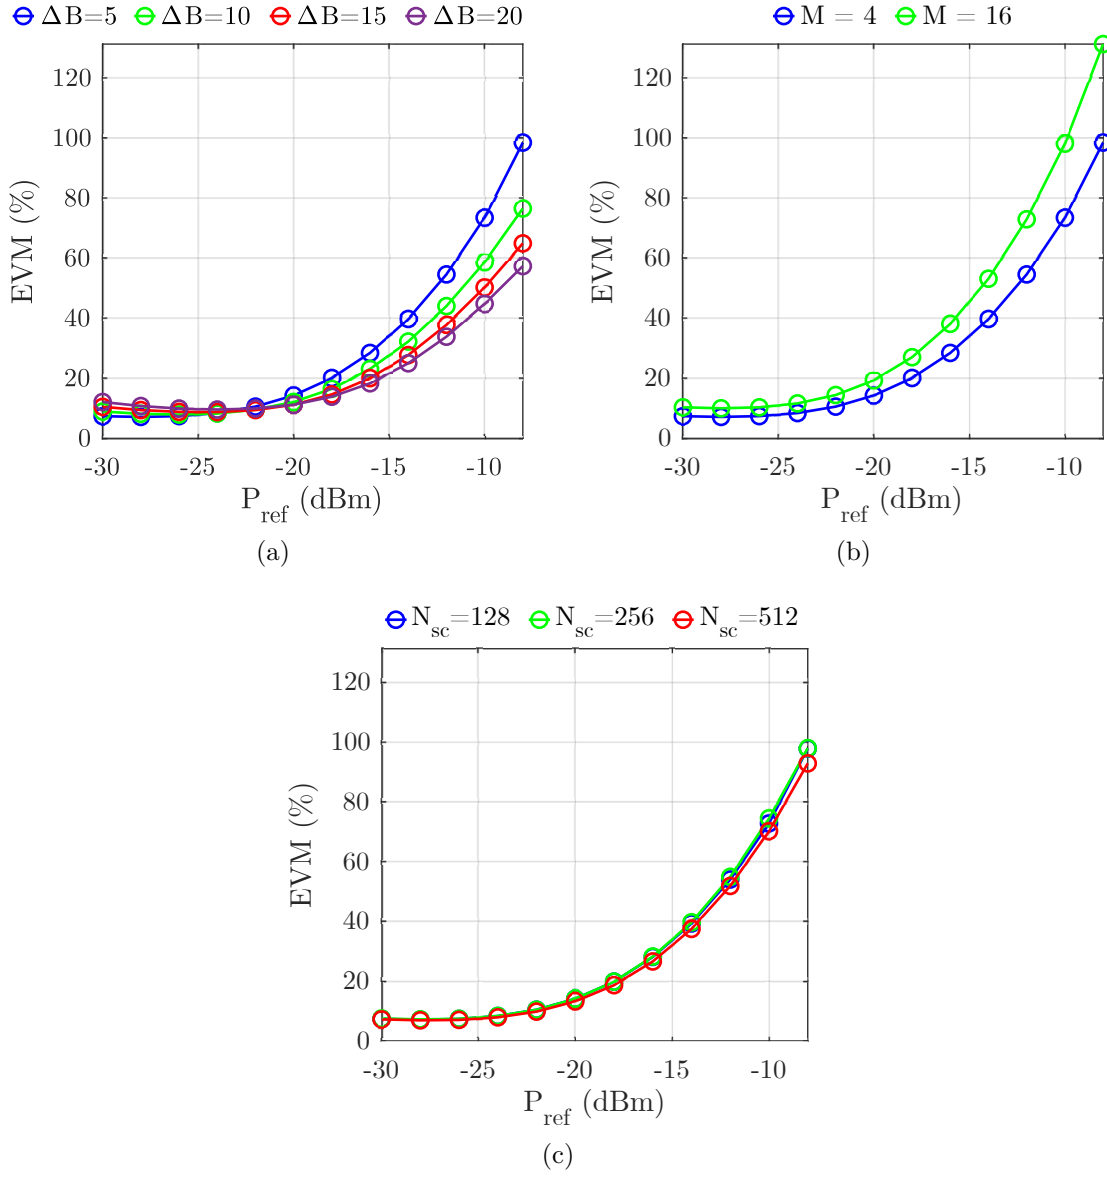 ΔB=5 ΔB=10 ΔB=15 ΔB=20
EVM (%)
120
100
80
60
40
20
0
-30 -25 -20 -15 -10
P_ref (dBm)
(a)
M = 4 M = 16
EVM (%)
120
100
80
60
40
20
0
-30 -25 -20 -15 -10
P_ref (dBm)
(b)
N_sc=128 N_sc=256 N_sc=512
EVM (%)
120
100
80
60
40
20
0
-30 -25 -20 -15 -10
P_ref (dBm)
(c)